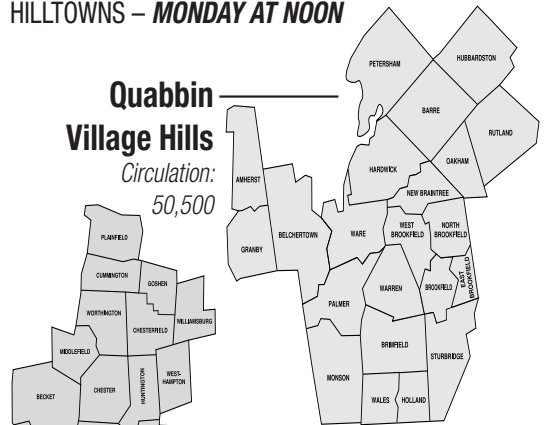 HILLTOWNS – MONDAY AT NOON
Quabbin
Village Hills
Circulation:
50,500
PETERSHAM
HUBBARDSTON
BARRE
RUTLAND
HARDWICK
OAKHAM
NEW BRAINTREE
AMHERST
BELCHERTOWN
GRANBY
WARE
WEST
BROOKFIELD
NORTH
BROOKFIELD
PALMER
WARREN
BROOKFIELD
EAST
BROOKFIELD
MONSON
BRIMFIELD
STURBRIDGE
WALES
HOLLAND
PLAINFIELD
CUMMINGTON
GOSHEN
WORTHINGTON
CHESTERFIELD
WILLIAMSBURG
MIDDLEFIELD
BECKET
CHESTER
HUNTINGTON
WEST-
HAMPTON